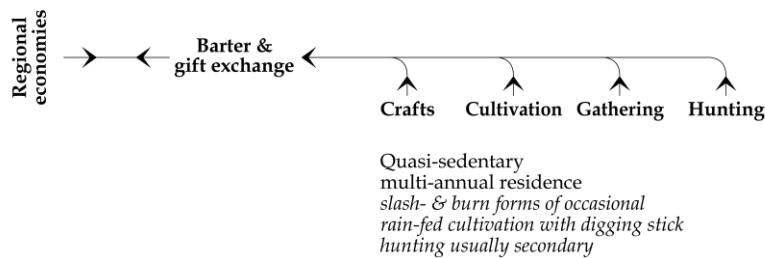 Regional
economies
Barter &
gift exchange
Crafts
Cultivation
Gathering
Hunting
Quasi-sedentary
multi-annual residence
slash- & burn forms of occasional
rain-fed cultivation with digging stick
hunting usually secondary